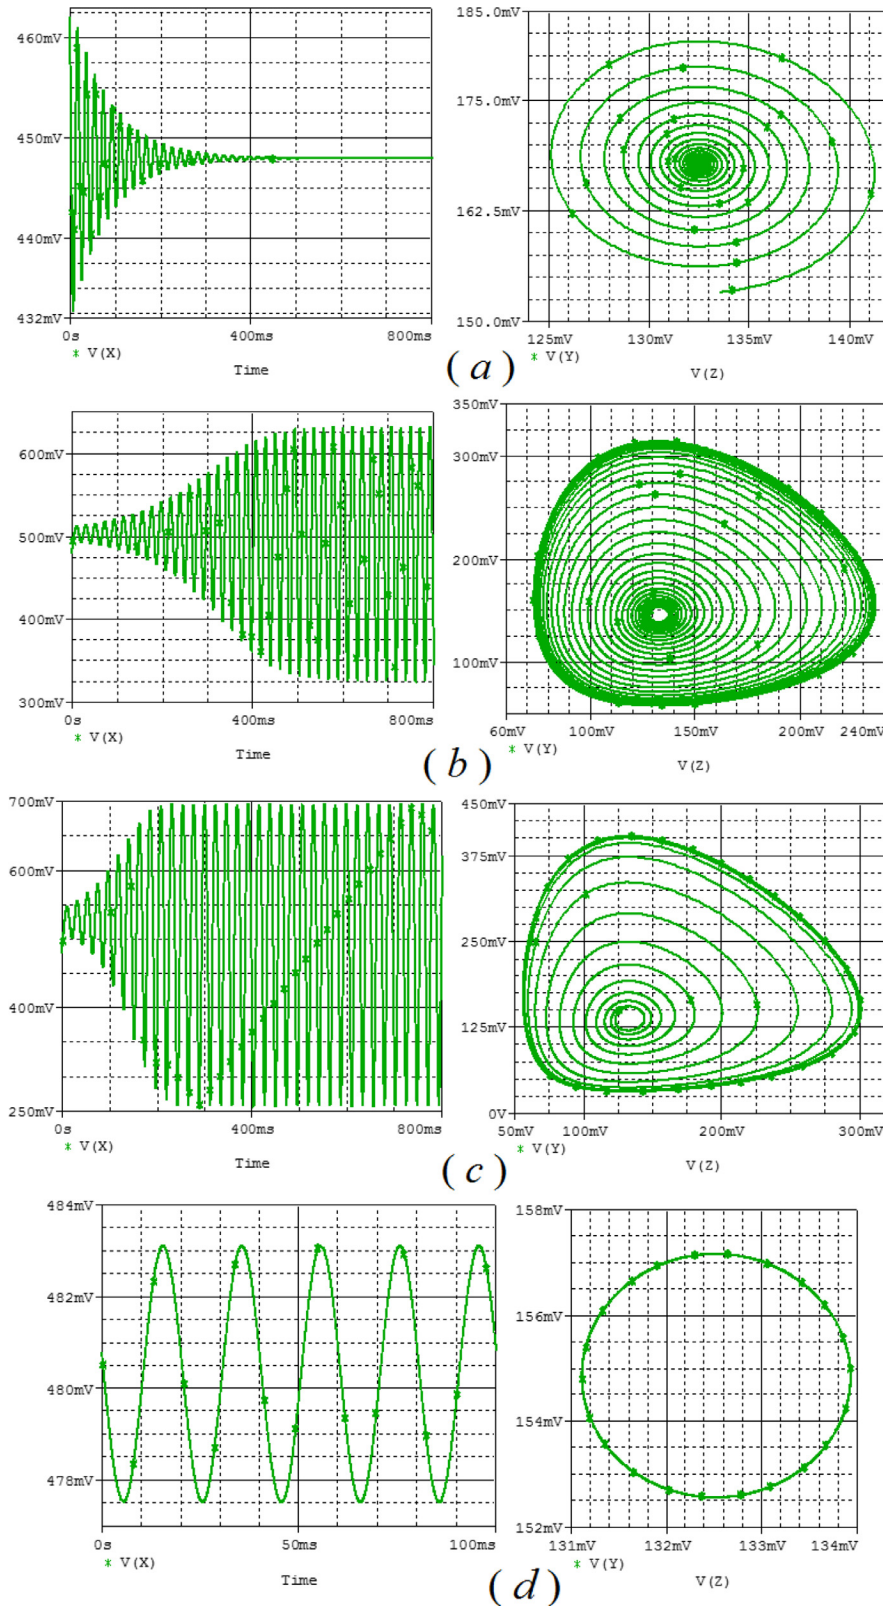 460mV
450mV
440mV
432mV
0s
400ms
800ms
* V(X)
Time
185.0mV
175.0mV
162.5mV
150.0mV
125mV
130mV
135mV
140mV
* V(Y)
V(Z)
(a)
600mV
500mV
400mV
300mV
0s
400ms
800ms
* V(X)
Time
350mV
300mV
200mV
100mV
60mV
100mV
150mV
200mV
240mV
* V(Y)
V(Z)
(b)
700mV
600mV
400mV
250mV
0s
400ms
800ms
* V(X)
Time
450mV
375mV
250mV
125mV
0V
50mV
100mV
200mV
300mV
* V(Y)
V(Z)
(c)
484mV
482mV
480mV
478mV
0s
50ms
100ms
* V(X)
Time
158mV
156mV
154mV
152mV
131mV
132mV
133mV
134mV
* V(Y)
V(Z)
(d)